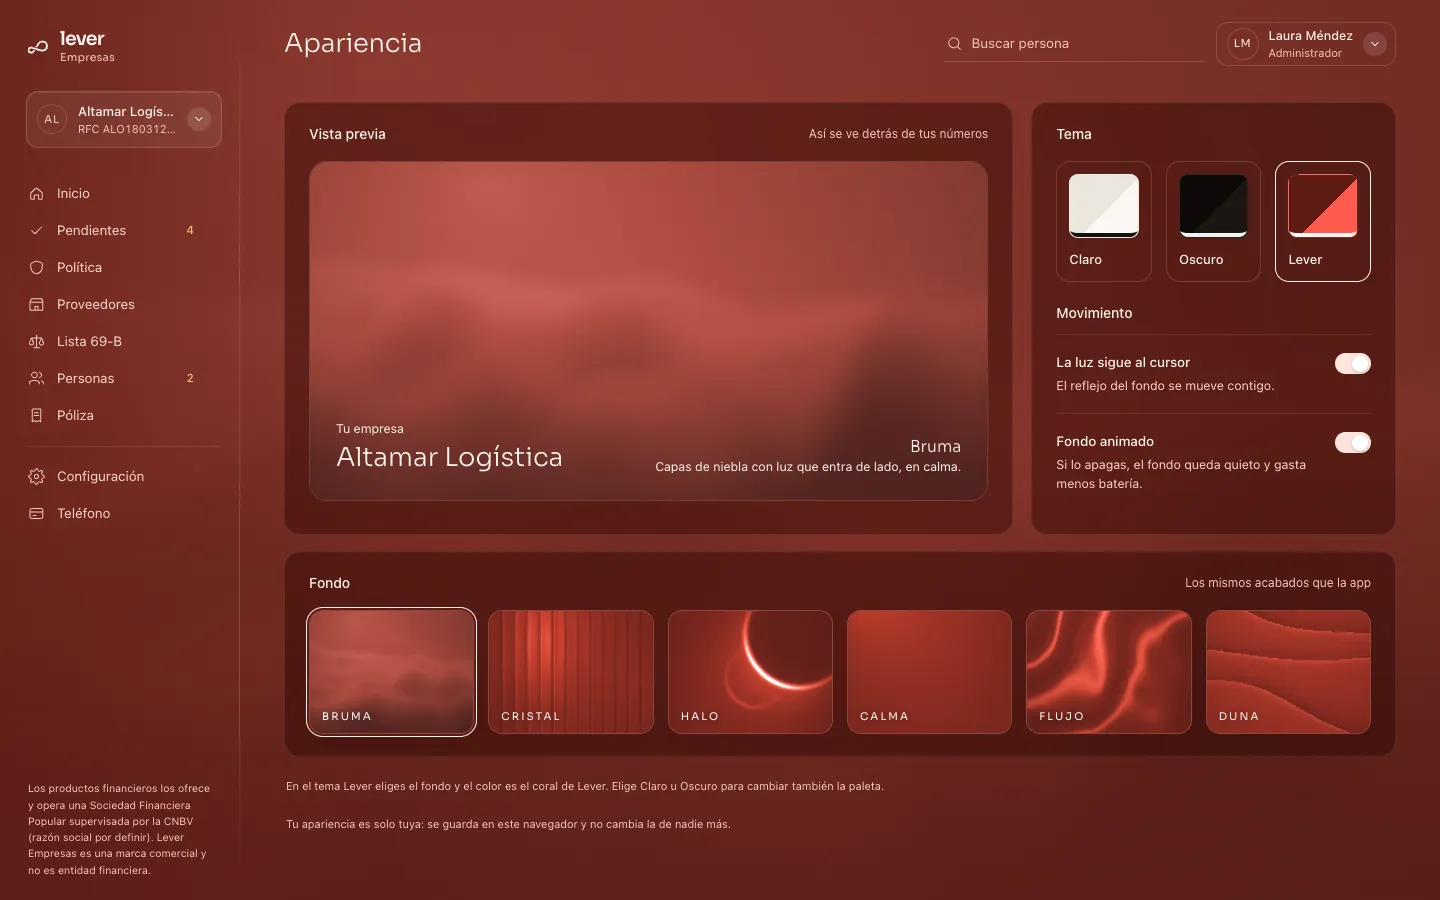 lever
Empresas
Apariencia
Buscar persona
LM
Laura Méndez
Administrador
AL
Altamar Logís...
RFC ALO180312...
Inicio
Pendientes 4
Política
Proveedores
Lista 69-B
Personas 2
Póliza
Configuración
Teléfono
Los productos financieros los ofrece
y opera una Sociedad Financiera
Popular supervisada por la CNBV
(razón social por definir). Lever
Empresas es una marca comercial y
no es entidad financiera.
Vista previa
Así se ve detrás de tus números
Tu empresa
Altamar Logística
Bruma
Capas de niebla con luz que entra de lado, en calma.
Tema
Claro
Oscuro
Lever
Movimiento
La luz sigue al cursor
El reflejo del fondo se mueve contigo.
Fondo animado
Si lo apagas, el fondo queda quieto y gasta
menos batería.
Fondo
Los mismos acabados que la app
BRUMA
CRISTAL
HALO
CALMA
FLUJO
DUNA
En el tema Lever eliges el fondo y el color es el coral de Lever. Elige Claro u Oscuro para cambiar también la paleta.
Tu apariencia es solo tuya: se guarda en este navegador y no cambia la de nadie más.